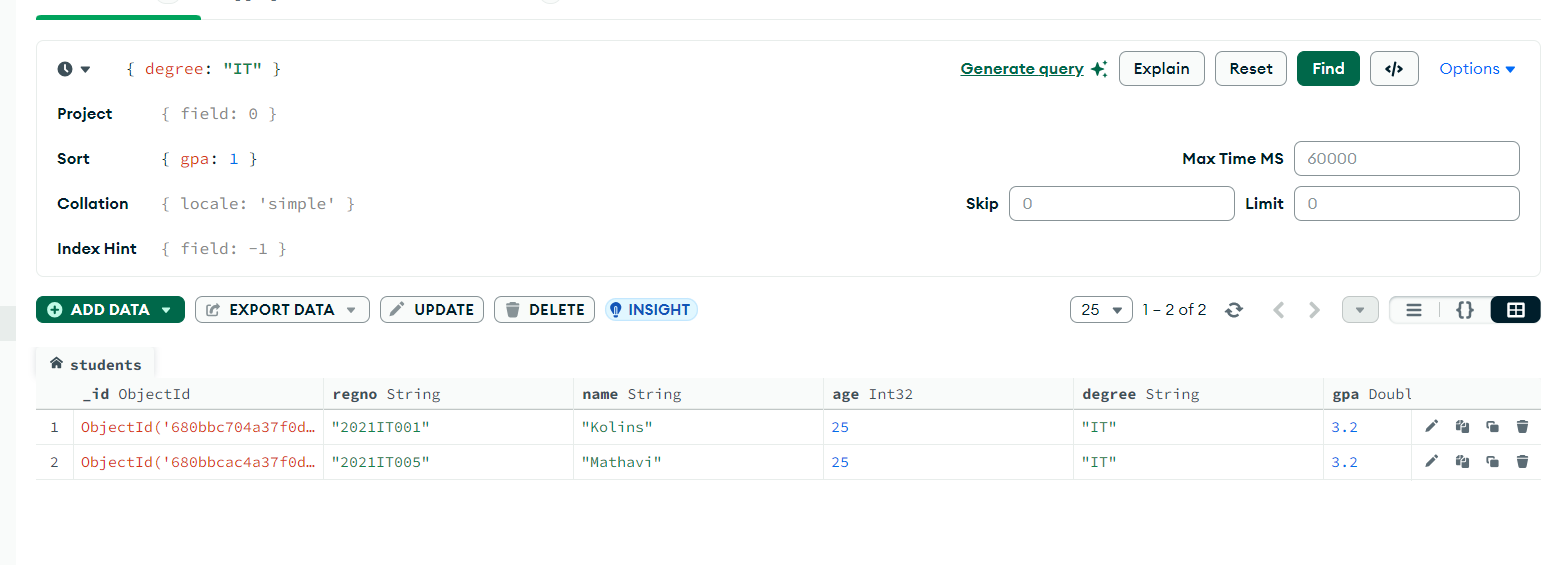 { degree: "IT" }
Generate query
Explain
Reset
Find
</>
Options
Project
{ field: 0 }
Sort
{ gpa: 1 }
Max Time MS
60000
Collation
{ locale: 'simple' }
Skip
0
Limit
0
Index Hint
{ field: -1 }
ADD DATA
EXPORT DATA
UPDATE
DELETE
INSIGHT
25
1 – 2 of 2
{}
students
_id ObjectId
regno String
name String
age Int32
degree String
gpa Doubl
1 ObjectId('680bbc704a37f0d… "2021IT001" "Kolins" 25 "IT" 3.2
2 ObjectId('680bbcac4a37f0d… "2021IT005" "Mathavi" 25 "IT" 3.2